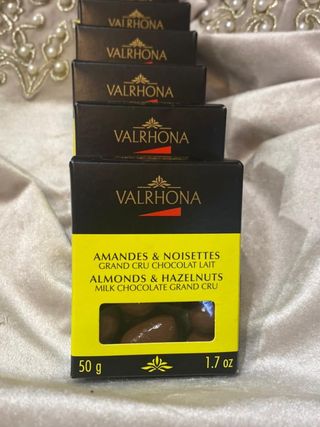 VALRHONA
VALRHONA
VALRHONA
VALRHONA
VALRHONA
AMANDES & NOISETTES
GRAND CRU CHOCOLAT LAIT
ALMONDS & HAZELNUTS
MILK CHOCOLATE GRAND CRU
50 g 1.7 oz